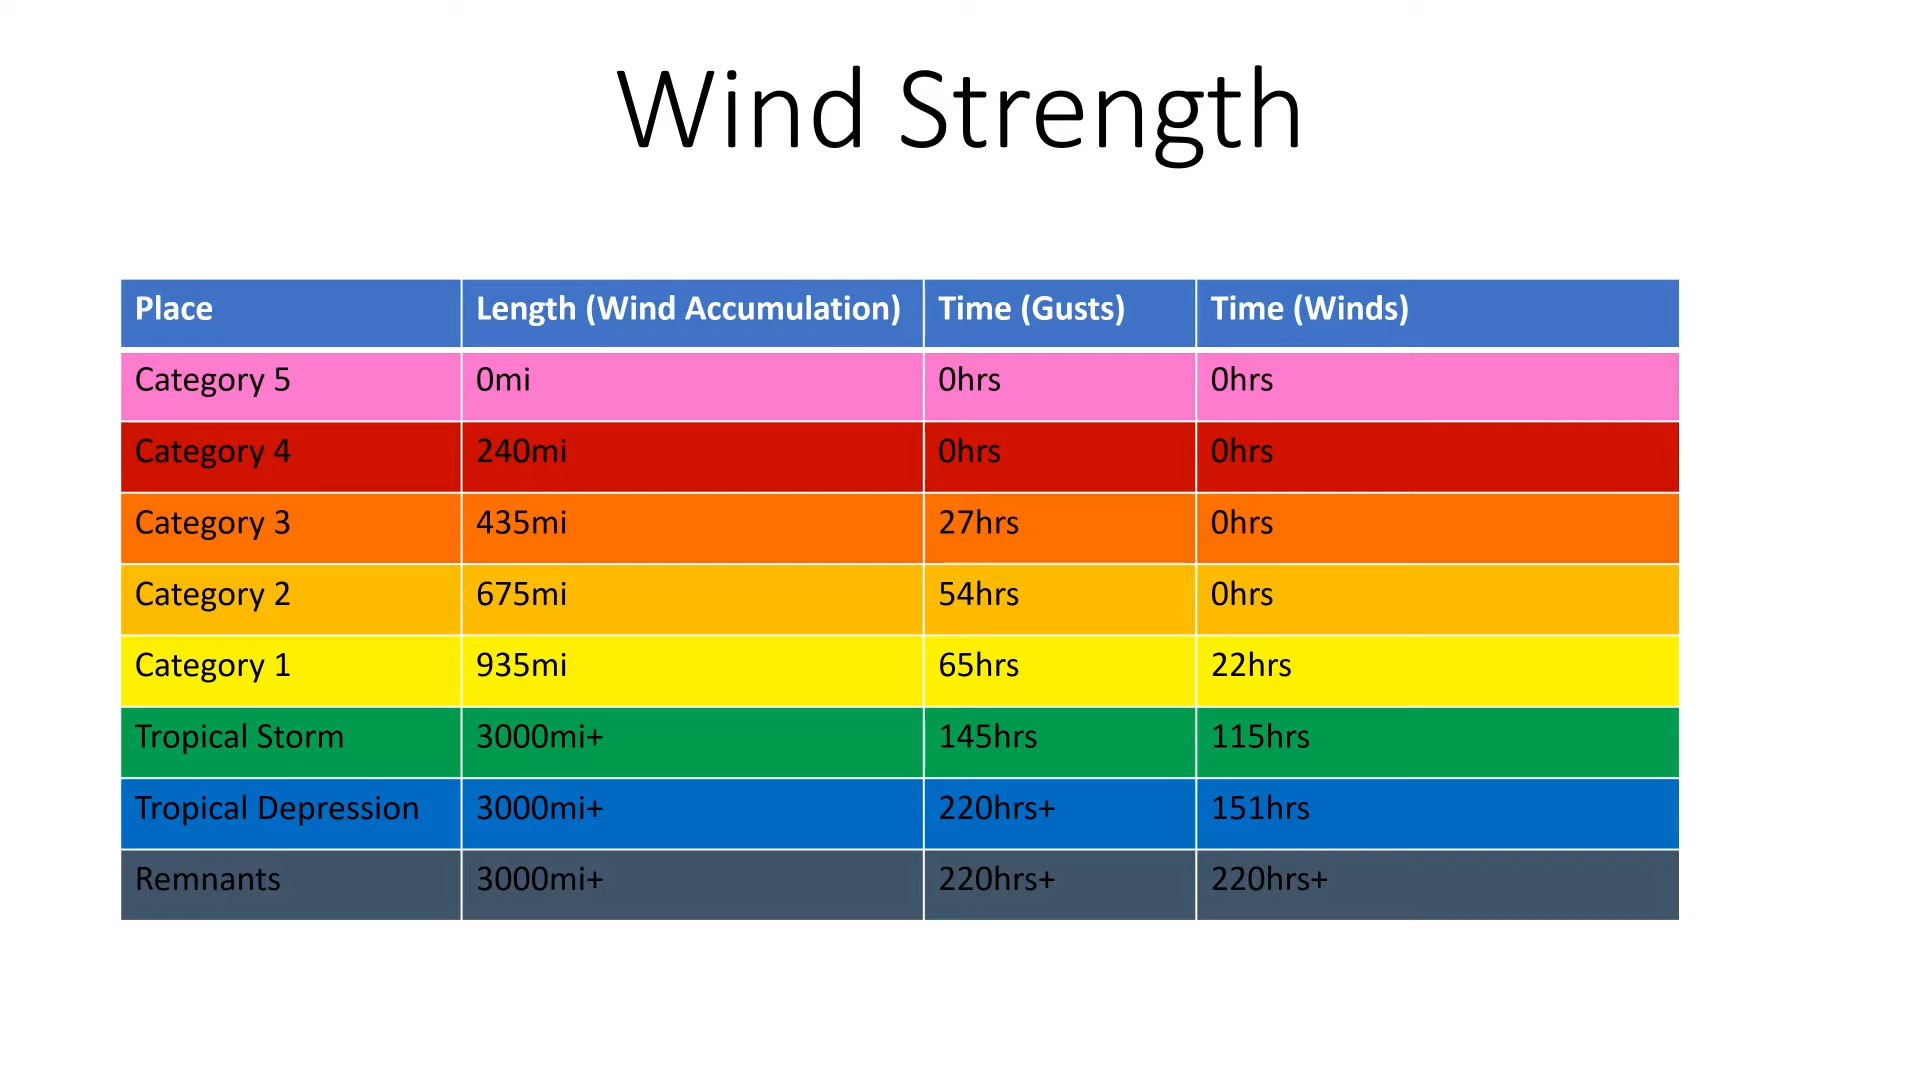 Wind Strength
Place Length (Wind Accumulation) Time (Gusts) Time (Winds)
Category 5 0mi 0hrs 0hrs
Category 4 240mi 0hrs 0hrs
Category 3 435mi 27hrs 0hrs
Category 2 675mi 54hrs 0hrs
Category 1 935mi 65hrs 22hrs
Tropical Storm 3000mi+ 145hrs 115hrs
Tropical Depression 3000mi+ 220hrs+ 151hrs
Remnants 3000mi+ 220hrs+ 220hrs+